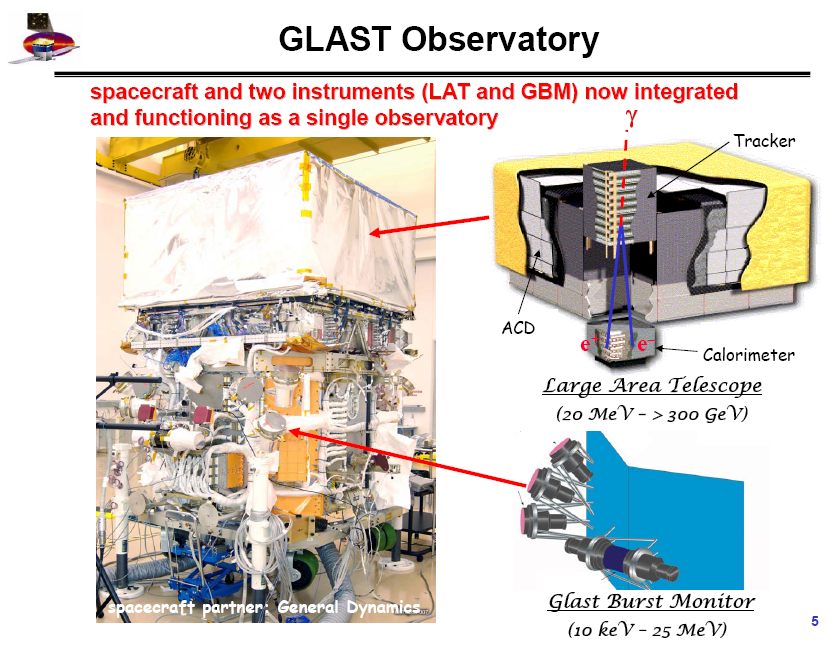 GLAST Observatory
spacecraft and two instruments (LAT and GBM) now integrated
and functioning as a single observatory
γ
Tracker
ACD
e⁺ e⁻
Calorimeter
Large Area Telescope
(20 MeV – > 300 GeV)
spacecraft partner: General Dynamics
Glast Burst Monitor
(10 keV – 25 MeV)
5